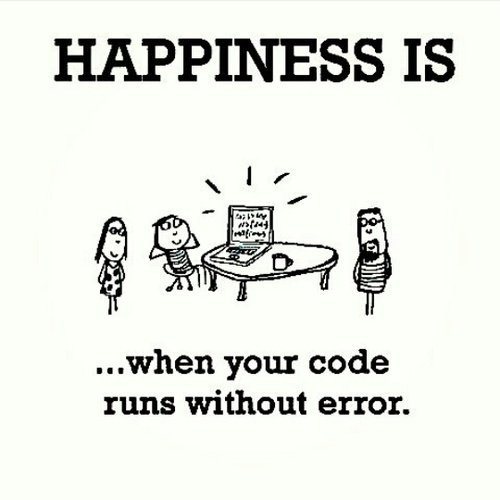 HAPPINESS IS
...when your code
runs without error.